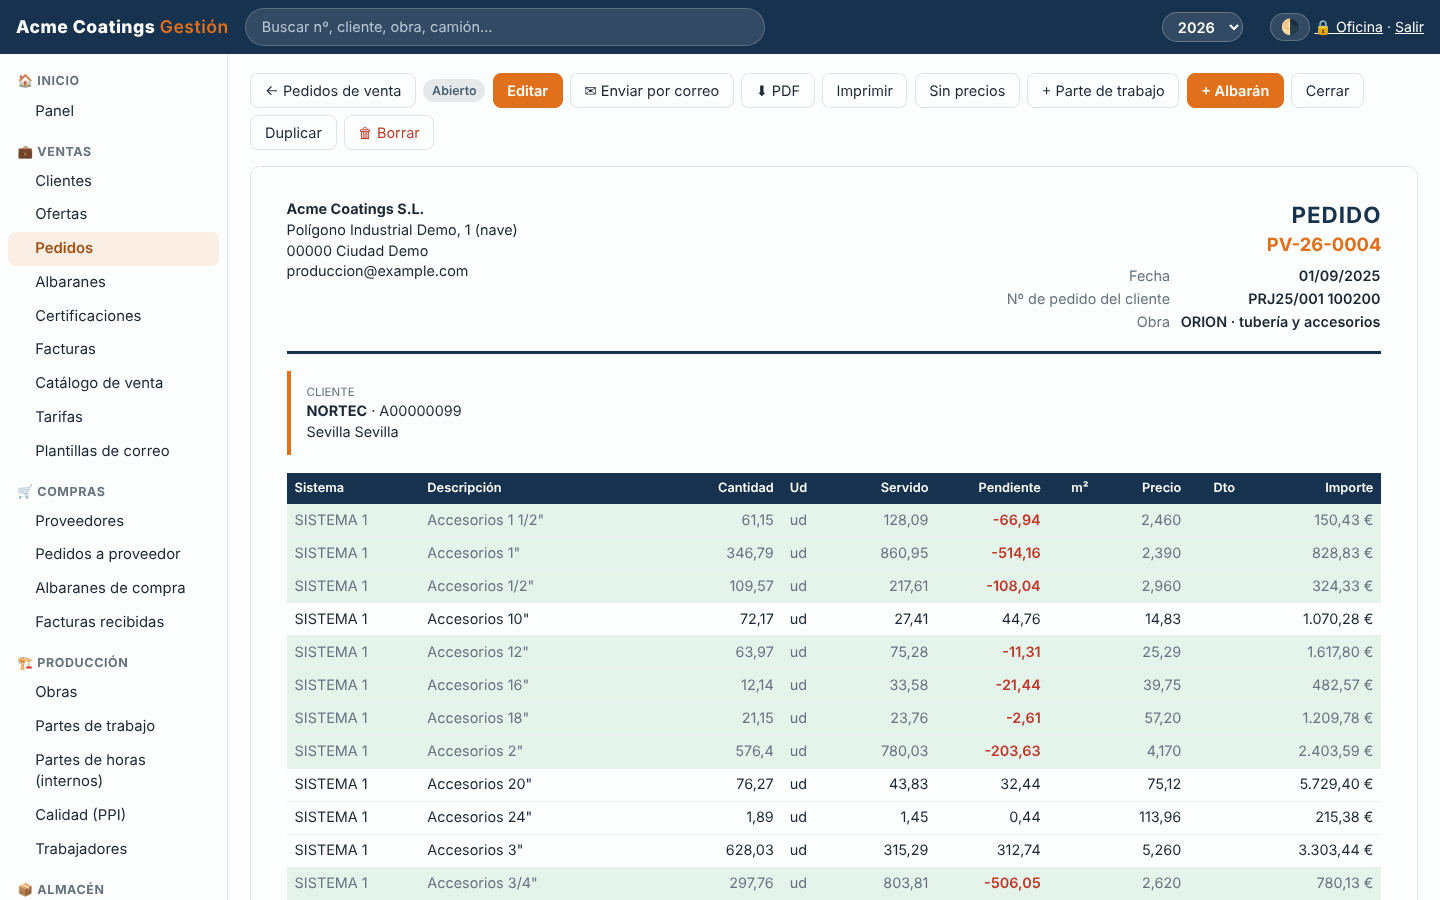 Acme Coatings Gestión
Buscar nº, cliente, obra, camión...
2026
Oficina · Salir
INICIO
Panel
VENTAS
Clientes
Ofertas
Pedidos
Albaranes
Certificaciones
Facturas
Catálogo de venta
Tarifas
Plantillas de correo
COMPRAS
Proveedores
Pedidos a proveedor
Albaranes de compra
Facturas recibidas
PRODUCCIÓN
Obras
Partes de trabajo
Partes de horas
(internos)
Calidad (PPI)
Trabajadores
ALMACÉN
← Pedidos de venta Abierto Editar ✉ Enviar por correo ⬇ PDF Imprimir Sin precios + Parte de trabajo + Albarán Cerrar
Duplicar Borrar
Acme Coatings S.L.
Polígono Industrial Demo, 1 (nave)
00000 Ciudad Demo
produccion@example.com
PEDIDO
PV-26-0004
Fecha 01/09/2025
Nº de pedido del cliente PRJ25/001 100200
Obra ORION · tubería y accesorios
CLIENTE
NORTEC · A00000099
Sevilla Sevilla
Sistema Descripción Cantidad Ud Servido Pendiente m² Precio Dto Importe
SISTEMA 1 Accesorios 1 1/2" 61,15 ud 128,09 -66,94 2,460 150,43 €
SISTEMA 1 Accesorios 1" 346,79 ud 860,95 -514,16 2,390 828,83 €
SISTEMA 1 Accesorios 1/2" 109,57 ud 217,61 -108,04 2,960 324,33 €
SISTEMA 1 Accesorios 10" 72,17 ud 27,41 44,76 14,83 1.070,28 €
SISTEMA 1 Accesorios 12" 63,97 ud 75,28 -11,31 25,29 1.617,80 €
SISTEMA 1 Accesorios 16" 12,14 ud 33,58 -21,44 39,75 482,57 €
SISTEMA 1 Accesorios 18" 21,15 ud 23,76 -2,61 57,20 1.209,78 €
SISTEMA 1 Accesorios 2" 576,4 ud 780,03 -203,63 4,170 2.403,59 €
SISTEMA 1 Accesorios 20" 76,27 ud 43,83 32,44 75,12 5.729,40 €
SISTEMA 1 Accesorios 24" 1,89 ud 1,45 0,44 113,96 215,38 €
SISTEMA 1 Accesorios 3" 628,03 ud 315,29 312,74 5,260 3.303,44 €
SISTEMA 1 Accesorios 3/4" 297,76 ud 803,81 -506,05 2,620 780,13 €